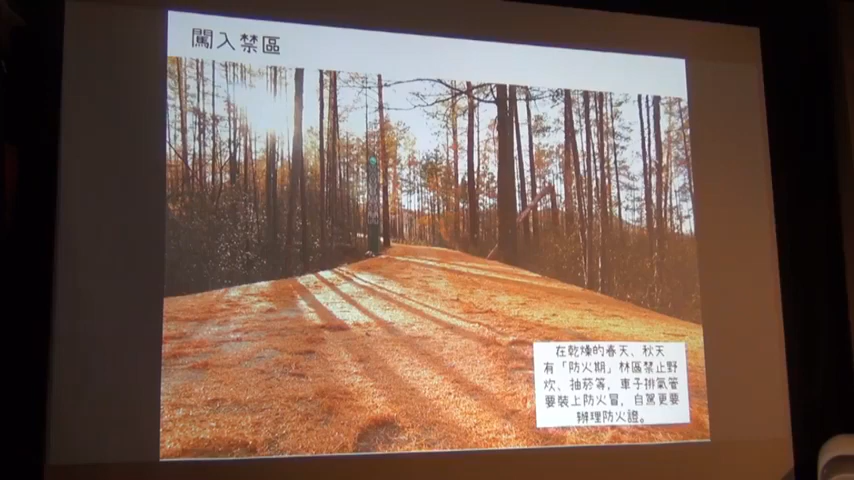 闖入禁區
在乾燥的春天、秋天
有「防火期」林區禁止野
炊、抽菸等，車子排氣管
要裝上防火冒，自駕更要
辦理防火證。